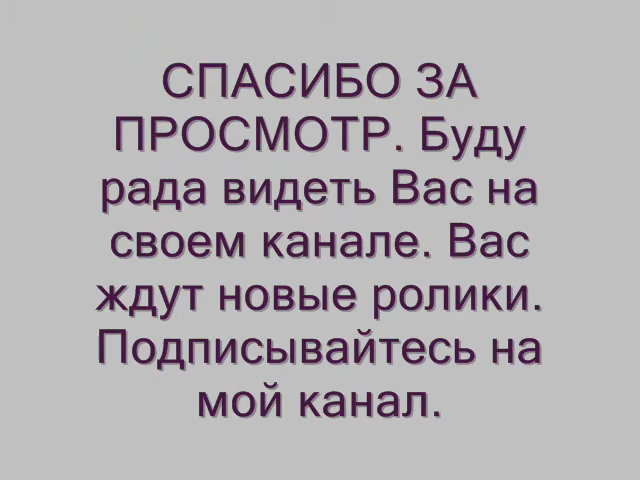 СПАСИБО ЗА
ПРОСМОТР. Буду
рада видеть Вас на
своем канале. Вас
ждут новые ролики.
Подписывайтесь на
мой канал.